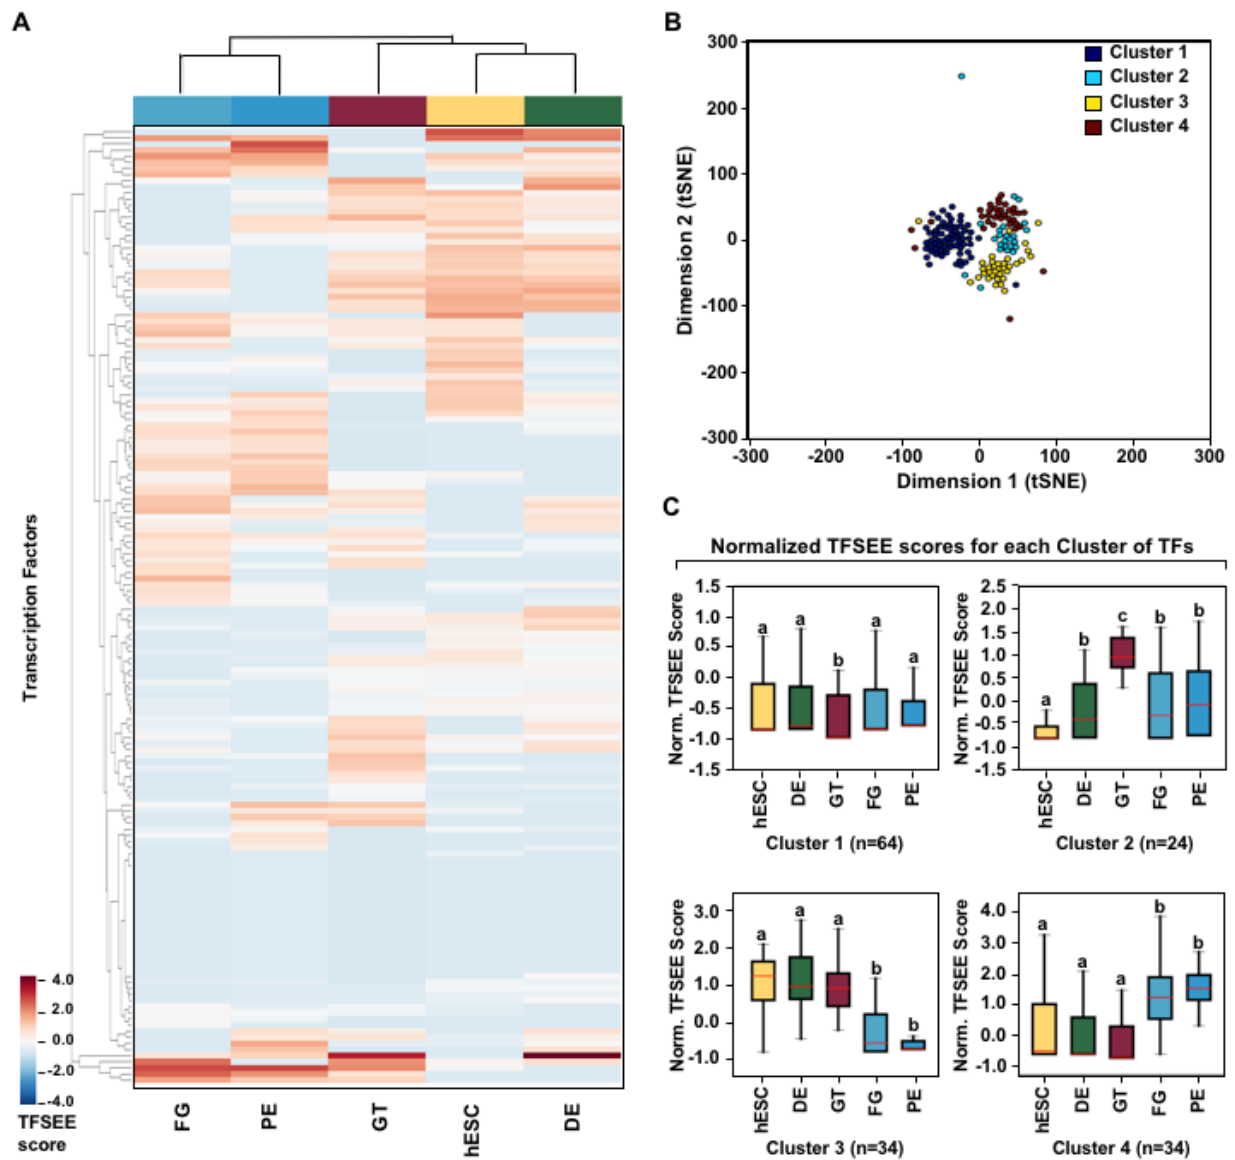 A
Transcription Factors
4.0
2.0
0.0
-2.0
-4.0
TFSEE
score
FG
PE
GT
hESC
DE
B
300
200
100
0
-100
-200
-300
Dimension 2 (tSNE)
Cluster 1
Cluster 2
Cluster 3
Cluster 4
-300
-200
-100
0
100
200
300
Dimension 1 (tSNE)
C
Normalized TFSEE scores for each Cluster of TFs
Norm. TFSEE Score
1.5
1.0
0.5
0.0
-0.5
-1.0
-1.5
a
a
b
a
a
hESC
DE
GT
FG
PE
Cluster 1 (n=64)
Norm. TFSEE Score
2.5
2.0
1.5
1.0
0.5
0.0
-0.5
-1.0
-1.5
a
b
c
b
b
hESC
DE
GT
FG
PE
Cluster 2 (n=24)
Norm. TFSEE Score
3.0
2.0
1.0
0.0
-1.0
a
a
a
b
b
hESC
DE
GT
FG
PE
Cluster 3 (n=34)
Norm. TFSEE Score
4.0
3.0
2.0
1.0
0.0
-1.0
a
a
a
b
b
hESC
DE
GT
FG
PE
Cluster 4 (n=34)